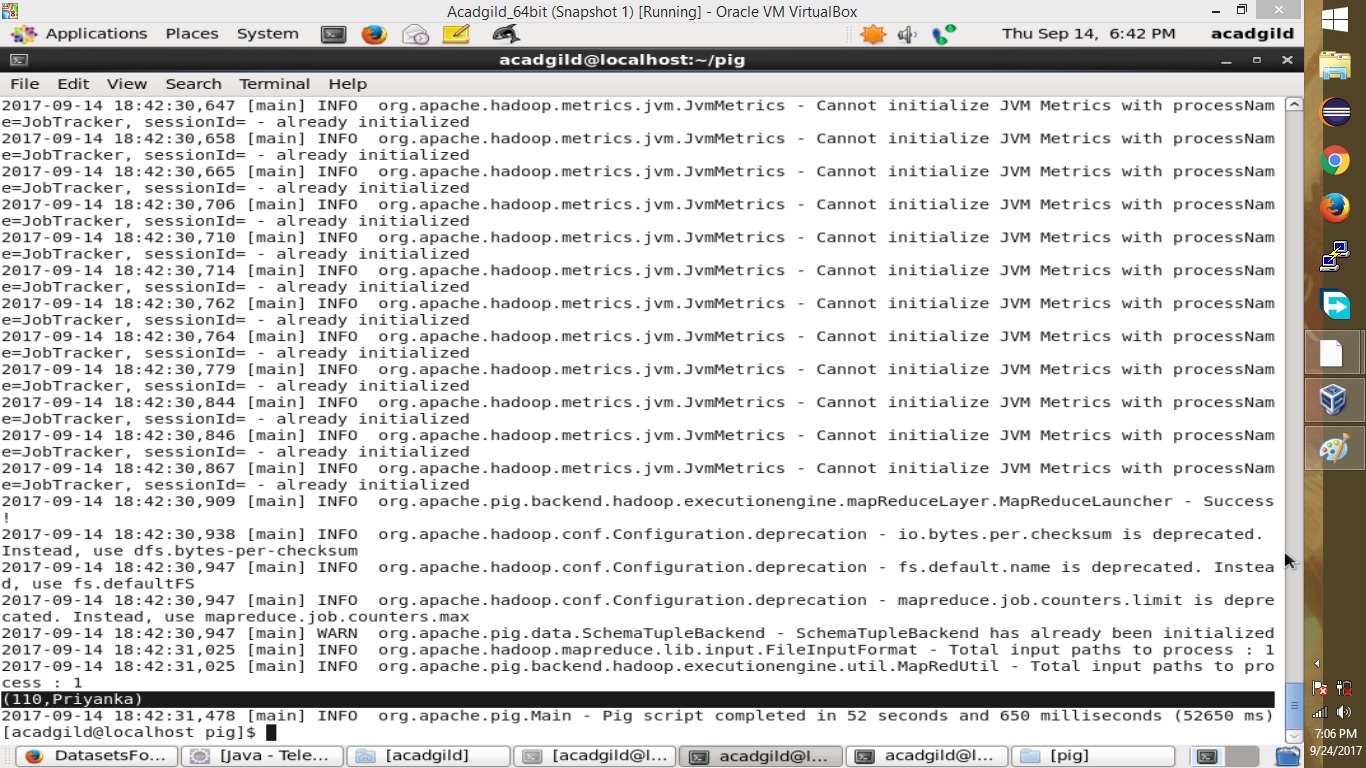 Acadgild_64bit (Snapshot 1) [Running] - Oracle VM VirtualBox
Applications Places System Thu Sep 14, 6:42 PM acadgild
acadgild@localhost:~/pig
File Edit View Search Terminal Help
2017-09-14 18:42:30,647 [main] INFO  org.apache.hadoop.metrics.jvm.JvmMetrics - Cannot initialize JVM Metrics with processNam
e=JobTracker, sessionId= - already initialized
2017-09-14 18:42:30,658 [main] INFO  org.apache.hadoop.metrics.jvm.JvmMetrics - Cannot initialize JVM Metrics with processNam
e=JobTracker, sessionId= - already initialized
2017-09-14 18:42:30,665 [main] INFO  org.apache.hadoop.metrics.jvm.JvmMetrics - Cannot initialize JVM Metrics with processNam
e=JobTracker, sessionId= - already initialized
2017-09-14 18:42:30,706 [main] INFO  org.apache.hadoop.metrics.jvm.JvmMetrics - Cannot initialize JVM Metrics with processNam
e=JobTracker, sessionId= - already initialized
2017-09-14 18:42:30,710 [main] INFO  org.apache.hadoop.metrics.jvm.JvmMetrics - Cannot initialize JVM Metrics with processNam
e=JobTracker, sessionId= - already initialized
2017-09-14 18:42:30,714 [main] INFO  org.apache.hadoop.metrics.jvm.JvmMetrics - Cannot initialize JVM Metrics with processNam
e=JobTracker, sessionId= - already initialized
2017-09-14 18:42:30,762 [main] INFO  org.apache.hadoop.metrics.jvm.JvmMetrics - Cannot initialize JVM Metrics with processNam
e=JobTracker, sessionId= - already initialized
2017-09-14 18:42:30,764 [main] INFO  org.apache.hadoop.metrics.jvm.JvmMetrics - Cannot initialize JVM Metrics with processNam
e=JobTracker, sessionId= - already initialized
2017-09-14 18:42:30,779 [main] INFO  org.apache.hadoop.metrics.jvm.JvmMetrics - Cannot initialize JVM Metrics with processNam
e=JobTracker, sessionId= - already initialized
2017-09-14 18:42:30,844 [main] INFO  org.apache.hadoop.metrics.jvm.JvmMetrics - Cannot initialize JVM Metrics with processNam
e=JobTracker, sessionId= - already initialized
2017-09-14 18:42:30,846 [main] INFO  org.apache.hadoop.metrics.jvm.JvmMetrics - Cannot initialize JVM Metrics with processNam
e=JobTracker, sessionId= - already initialized
2017-09-14 18:42:30,867 [main] INFO  org.apache.hadoop.metrics.jvm.JvmMetrics - Cannot initialize JVM Metrics with processNam
e=JobTracker, sessionId= - already initialized
2017-09-14 18:42:30,909 [main] INFO  org.apache.pig.backend.hadoop.executionengine.mapReduceLayer.MapReduceLauncher - Success
!
2017-09-14 18:42:30,938 [main] INFO  org.apache.hadoop.conf.Configuration.deprecation - io.bytes.per.checksum is deprecated.
Instead, use dfs.bytes-per-checksum
2017-09-14 18:42:30,947 [main] INFO  org.apache.hadoop.conf.Configuration.deprecation - fs.default.name is deprecated. Instea
d, use fs.defaultFS
2017-09-14 18:42:30,947 [main] INFO  org.apache.hadoop.conf.Configuration.deprecation - mapreduce.job.counters.limit is depre
cated. Instead, use mapreduce.job.counters.max
2017-09-14 18:42:30,947 [main] WARN  org.apache.pig.data.SchemaTupleBackend - SchemaTupleBackend has already been initialized
2017-09-14 18:42:31,025 [main] INFO  org.apache.hadoop.mapreduce.lib.input.FileInputFormat - Total input paths to process : 1
2017-09-14 18:42:31,025 [main] INFO  org.apache.pig.backend.hadoop.executionengine.util.MapRedUtil - Total input paths to pro
cess : 1
(110,Priyanka)
2017-09-14 18:42:31,478 [main] INFO  org.apache.pig.Main - Pig script completed in 52 seconds and 650 milliseconds (52650 ms)
[acadgild@localhost pig]$
DatasetsFo... [Java - Tele... [acadgild] [acadgild@l... acadgild@l... acadgild@l... [pig]
7:06 PM
9/24/2017